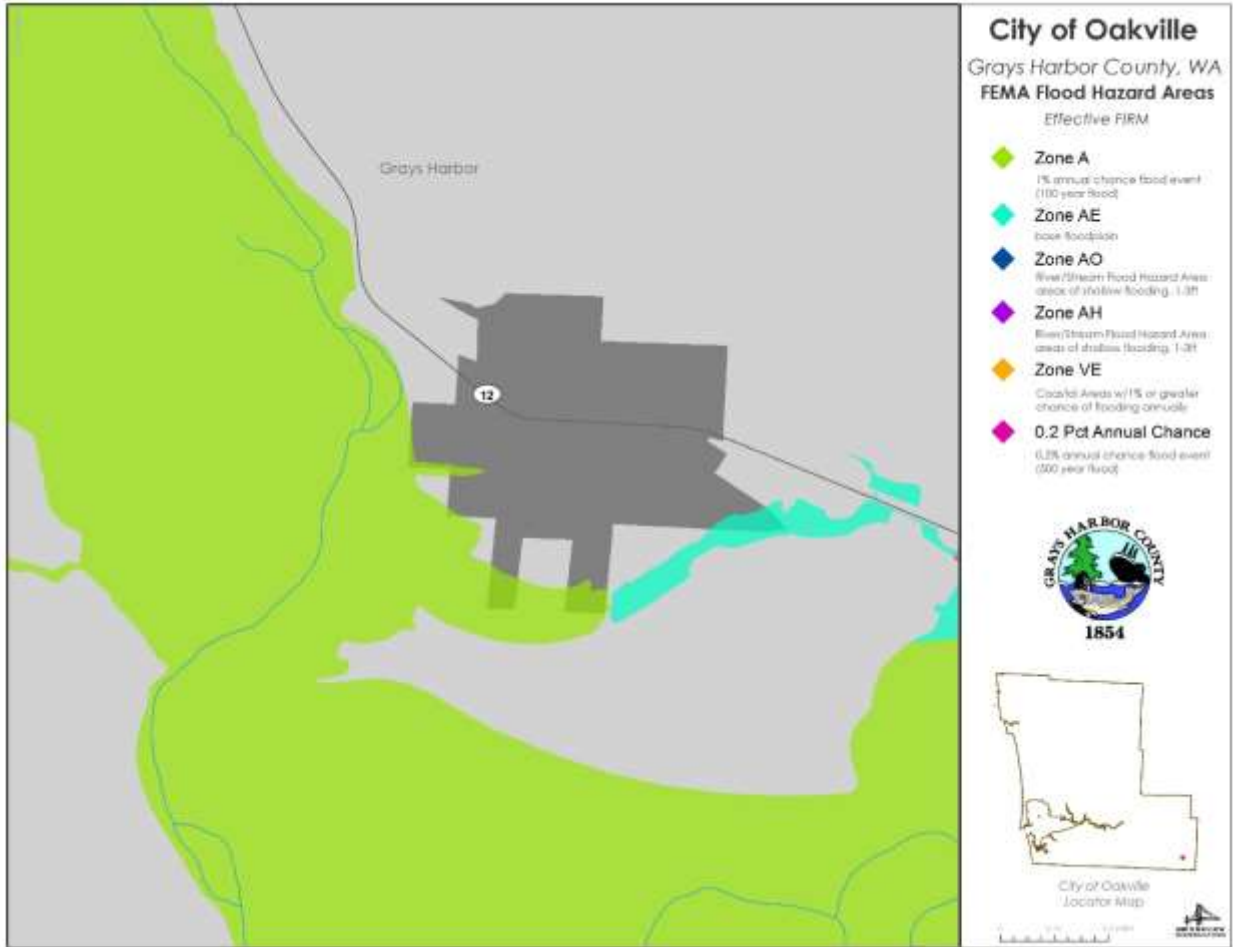 City of Oakville
Grays Harbor County, WA
FEMA Flood Hazard Areas
Effective FIRM
Zone A
1% annual chance flood event
(100 year flood)
Zone AE
base floodplain
Zone AO
River/Stream Flood Hazard Area
areas of shallow flooding, 1-3ft
Zone AH
River/Stream Flood Hazard Area
areas of shallow flooding, 1-3ft
Zone VE
Coastal Areas w/1% or greater
chance of flooding annually
0.2 Pct Annual Chance
0.2% annual chance flood event
(500 year flood)
GRAYS HARBOR COUNTY
1854
City of Oakville
Locator Map
Grays Harbor
12